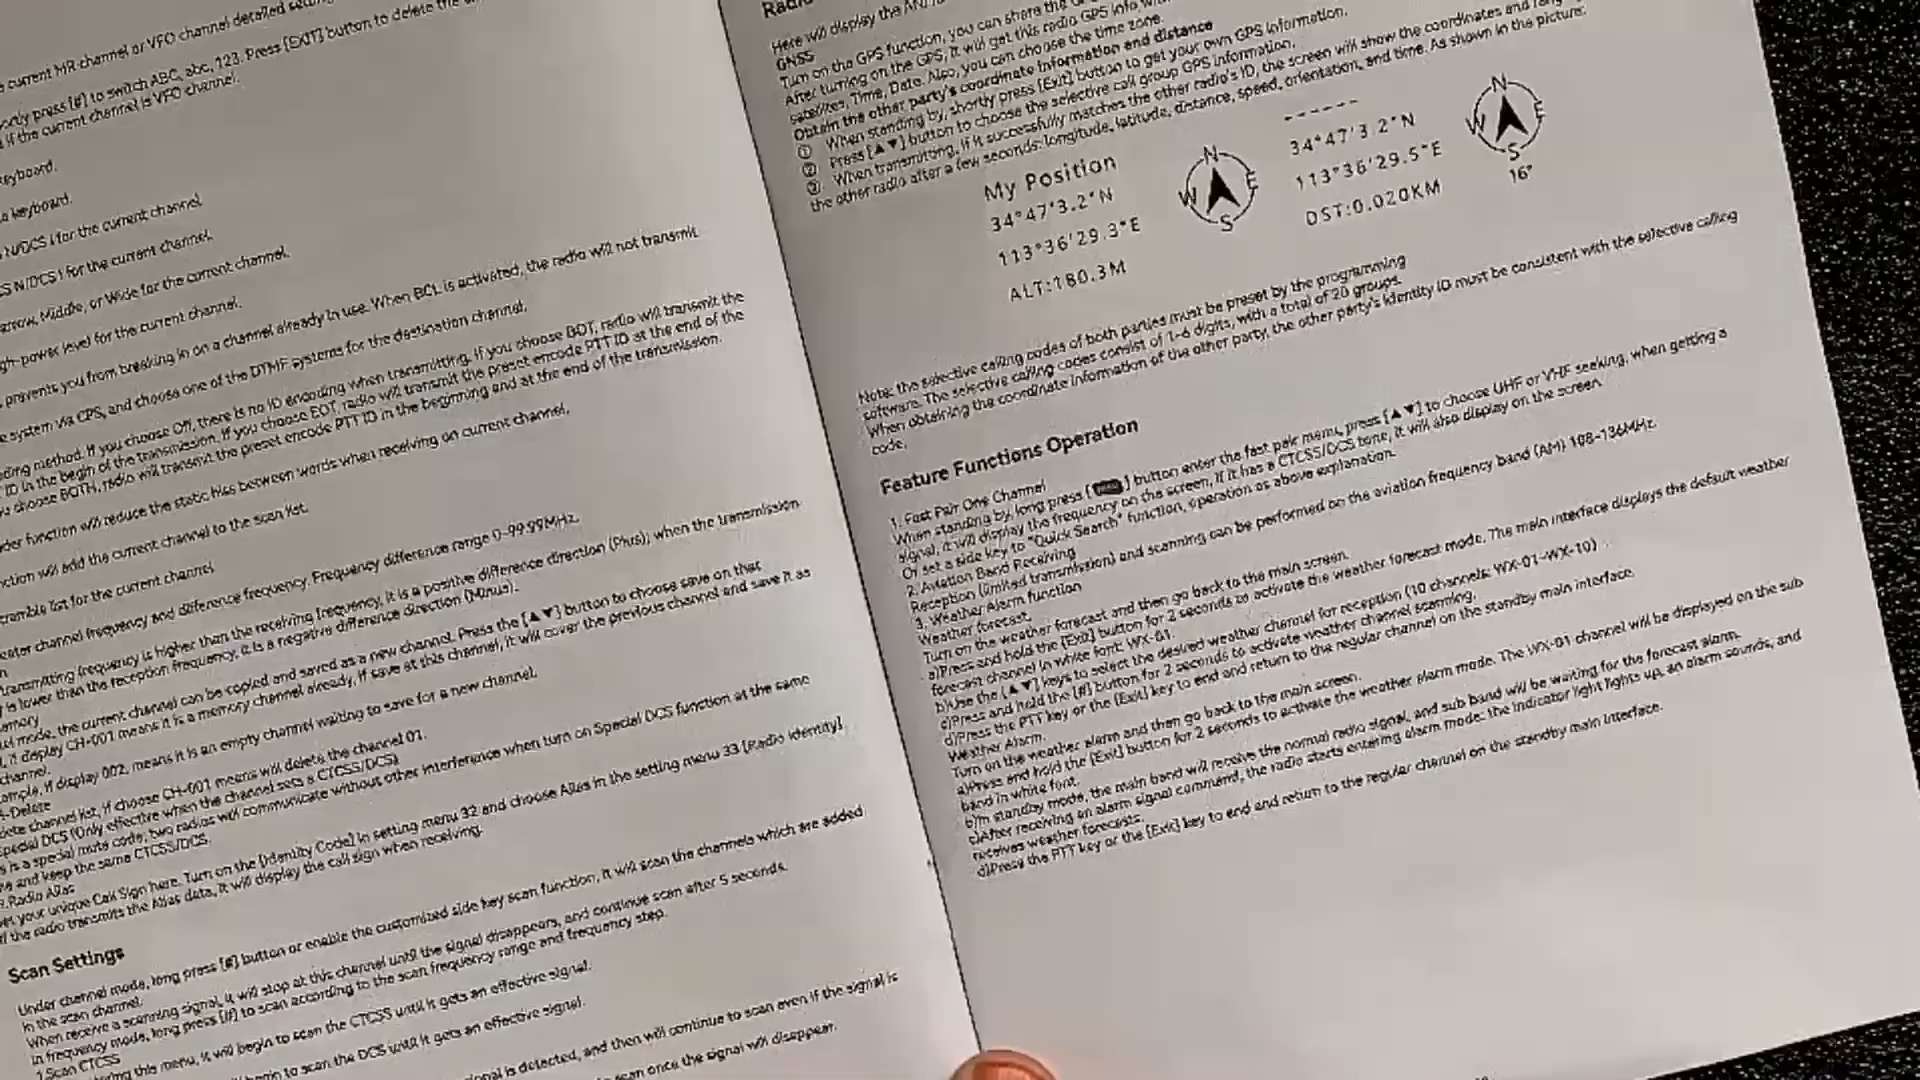 current MR channel or VFO channel detailed
press [#] to switch ABC, abc, 123. Press [EXIT] button to delete the
if the current channel is VFO channel.
keyboard.
a keyboard.
N/DCS I for the current channel.
N/DCS I for the current channel.
Middle, or Wide for the current channel.
power level for the current channel.
prevents you from breaking in on a channel already in use. When BCL is activated, the radio will not transmit.
system via CPS, and choose one of the DTMF systems for the destination channel.
method. If you choose Off, there is no ID encoding when transmitting. If you choose BOT, radio will transmit the
ID in the begin of the transmission. If you choose EOT, radio will transmit the preset encode PTT ID at the end of the
choose BOTH, radio will transmit the preset encode PTT ID in the beginning and at the end of the transmission.
function will reduce the static hiss between words when receiving on current channel.
will add the current channel to the scan list.
list for the current channel
channel frequency and difference frequency. Frequency difference range 0-99.99MHz.
transmitting frequency is higher than the receiving frequency, it is a positive difference direction (Plus); when the transmission
is lower than the reception frequency, it is a negative difference direction (Minus).
mode, the current channel can be copied and saved as a new channel. Press the [▲▼] button to choose save on that
if display CH-001 means it is a memory channel already, if save at this channel, it will cover the previous channel and save it as
channel.
if display 002, means it is an empty channel waiting to save for a new channel.
-Delete
channel list, if choose CH-001 means will delete the channel 01.
Special DCS (Only effective when the channel sets a CTCSS/DCS)
is a special mute code, two radios will communicate without other interference when turn on Special DCS function at the same
and keep the same CTCSS/DCS.
Radio Alias
your unique Call Sign here. Turn on the [Identity Code] in setting menu 32 and choose Alias in the setting menu 33 [Radio Identity].
the radio transmits the Alias data, it will display the call sign when receiving.
Scan Settings
Under channel mode, long press [#] button or enable the customized side key scan function, it will scan the channels which are added
in the scan channel.
When receive a scanning signal, it will stop at this channel until the signal disappears, and continue scan after 5 seconds.
In frequency mode, long press [#] to scan according to the scan frequency range and frequency step.
1.Scan CTCSS
this menu, it will begin to scan the CTCSS until it gets an effective signal.
begin to scan the DCS until it gets an effective signal.
is detected, and then will continue to scan even if the signal is
scan once the signal will disappear.
Radio
Here will display the
GNSS
Turn on the GPS function, you can share the
After turning on the GPS, it will get this radio GPS info
satellites, Time, Date. Also, you can choose the time zone.
Obtain the other party's coordinate information and distance
① When standing by, shortly press [Exit] button to get your own GPS information.
② Press [▲▼] button to choose the selective call group GPS information.
③ When transmitting, if it successfully matches the other radio's ID, the screen will show the coordinates and
the other radio after a few seconds: longitude, latitude, distance, speed, orientation, and time. As shown in the picture:
My Position
34°47'3.2"N
113°36'29.3"E
ALT:180.3M
N
W E
S
-----
34°47'3.2"N
113°36'29.5"E
DST:0.020KM
N
W E
S
16°
Note: the selective calling codes of both parties must be preset by the programming
software. The selective calling codes consist of 1-6 digits, with a total of 20 groups.
When obtaining the coordinate information of the other party, the other party's identity ID must be consistent with the selective calling
code.
Feature Functions Operation
1. Fast Pair One Channel
When standing by, long press [ ] button enter the fast pair menu, press [▲▼] to choose UHF or VHF seeking, when getting a
signal, it will display the frequency on the screen, if it has a CTCSS/DCS tone, it will also display on the screen.
Or set a side key to "Quick Search" function, operation as above explanation.
2. Aviation Band Receiving
Reception (limited transmission) and scanning can be performed on the aviation frequency band (AM) 108-136MHz.
3. Weather Alarm function
Weather forecast.
Turn on the weather forecast and then go back to the main screen.
a)Press and hold the [Exit] button for 2 seconds to activate the weather forecast mode. The main interface displays the default weather
forecast channel in white font: WX-01.
b)Use the [▲▼] keys to select the desired weather channel for reception (10 channels: WX-01-WX-10) .
c)Press and hold the [#] button for 2 seconds to activate weather channel scanning.
d)Press the PTT key or the [Exit] key to end and return to the regular channel on the standby main interface.
Weather Alarm.
Turn on the weather alarm and then go back to the main screen.
a)Press and hold the [Exit] button for 2 seconds to activate the weather alarm mode. The WX-01 channel will be displayed on the sub
band in white font.
b)In standby mode, the main band will receive the normal radio signal, and sub band will be waiting for the forecast alarm.
c)After receiving an alarm signal command, the radio starts entering alarm mode: the indicator light lights up, an alarm sounds, and
receives weather forecasts.
d)Press the PTT key or the [Exit] key to end and return to the regular channel on the standby main interface.